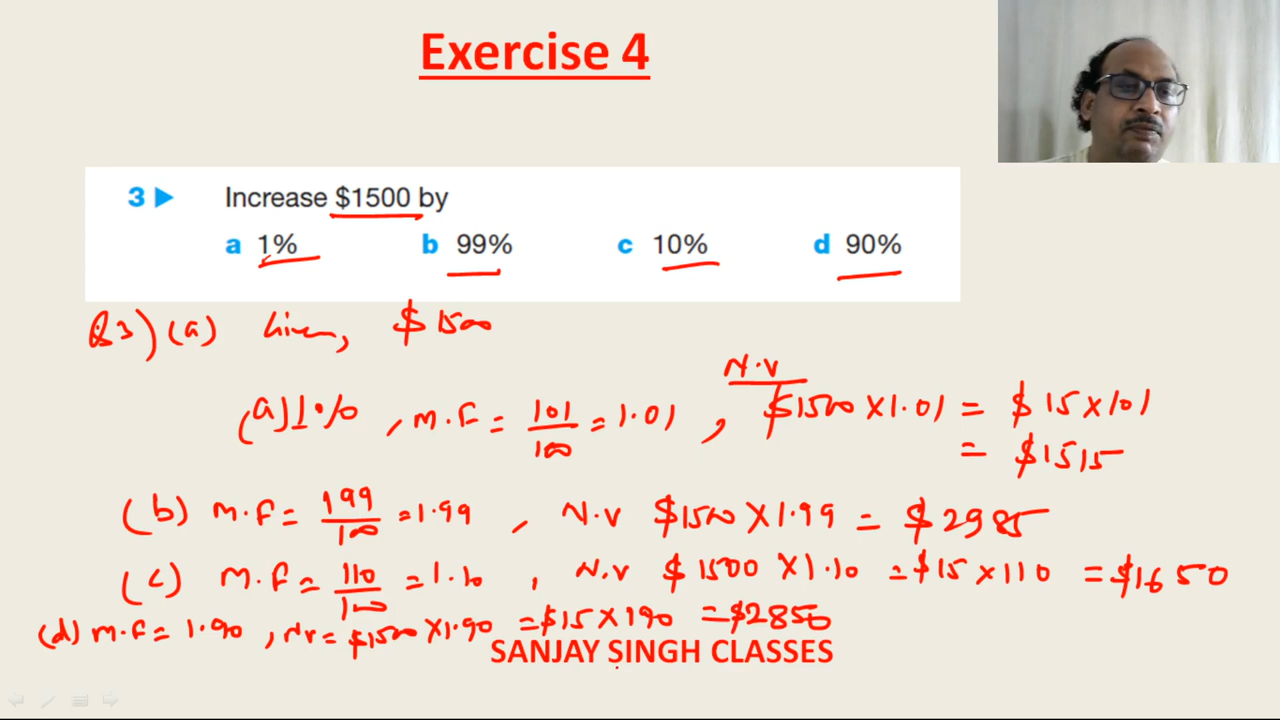 Exercise 4
3 ▶ Increase $1500 by
a 1% b 99% c 10% d 90%
Q3) (a) Given, $1500
(a) 1%, M.F = 101/100 = 1.01, N.V $1500 × 1.01 = $15 × 101
= $1515
(b) M.F = 199/100 = 1.99, N.V $1500 × 1.99 = $2985
(c) M.F = 110/100 = 1.10, N.V $1500 × 1.10 = $15 × 110 = $1650
(d) M.F = 1.90, NV = $1500 × 1.90 = $15 × 190 = $2850
SANJAY SINGH CLASSES